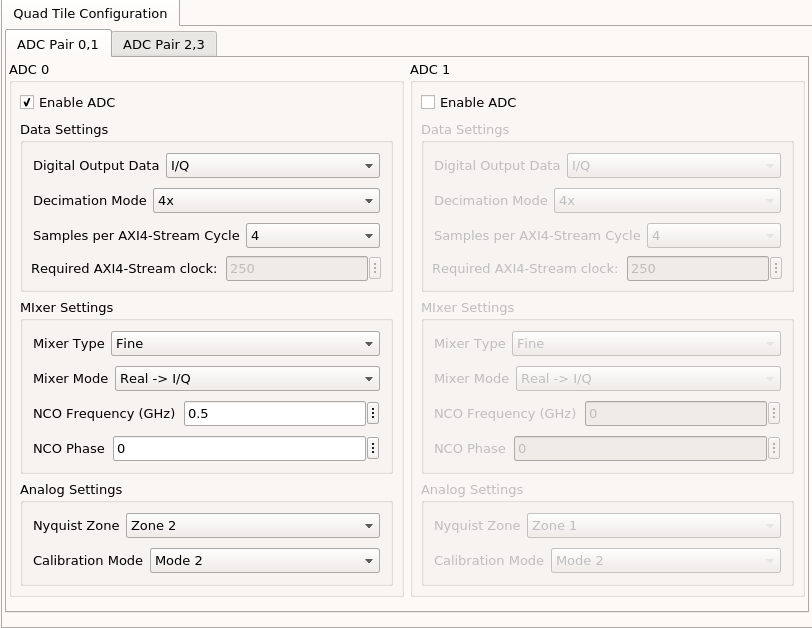 Quad Tile Configuration
ADC Pair 0,1 ADC Pair 2,3
ADC 0
Enable ADC
Data Settings
Digital Output Data I/Q
Decimation Mode 4x
Samples per AXI4-Stream Cycle 4
Required AXI4-Stream clock: 250
MIxer Settings
Mixer Type Fine
Mixer Mode Real -> I/Q
NCO Frequency (GHz) 0.5
NCO Phase 0
Analog Settings
Nyquist Zone Zone 2
Calibration Mode Mode 2
ADC 1
Enable ADC
Data Settings
Digital Output Data I/Q
Decimation Mode 4x
Samples per AXI4-Stream Cycle 4
Required AXI4-Stream clock: 250
MIxer Settings
Mixer Type Fine
Mixer Mode Real -> I/Q
NCO Frequency (GHz) 0
NCO Phase 0
Analog Settings
Nyquist Zone Zone 1
Calibration Mode Mode 2